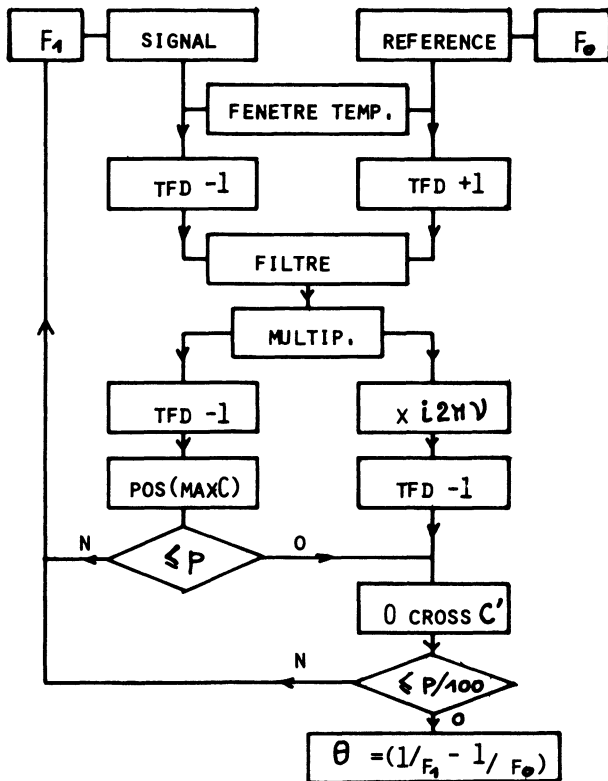 F₁ SIGNAL REFERENCE F₀
FENETRE TEMP.
TFD -1 TFD +1
FILTRE
MULTIP.
TFD -1 × i2πν
POS(MAXC) TFD -1
N ≤ P O
O CROSS C'
N ≤ P/100
O
θ =(1/F₁ - 1/F₀)